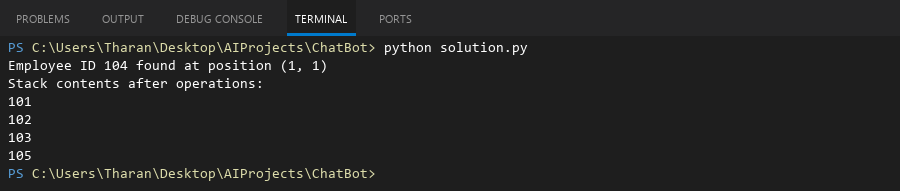 PROBLEMS OUTPUT DEBUG CONSOLE TERMINAL PORTS
PS C:\Users\Tharan\Desktop\AIProjects\ChatBot> python solution.py
Employee ID 104 found at position (1, 1)
Stack contents after operations:
101
102
103
105
PS C:\Users\Tharan\Desktop\AIProjects\ChatBot>